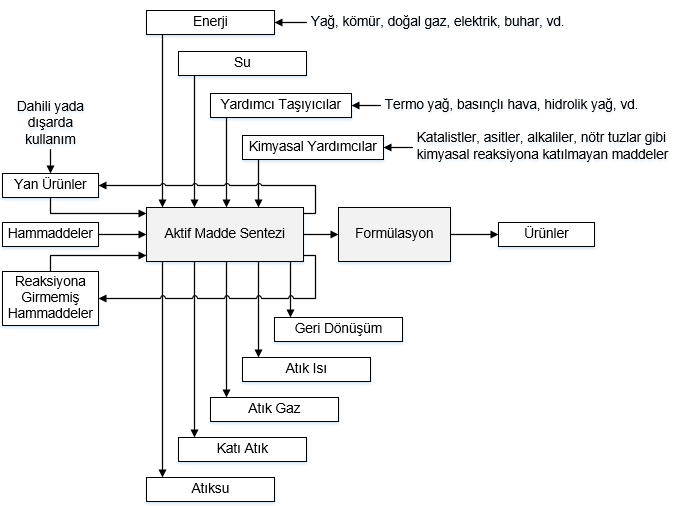 Enerji
Yağ, kömür, doğal gaz, elektrik, buhar, vd.
Su
Yardımcı Taşıyıcılar
Termo yağ, basınçlı hava, hidrolik yağ, vd.
Dahili yada
dışarda
kullanım
Kimyasal Yardımcılar
Katalistler, asitler, alkaliler, nötr tuzlar gibi
kimyasal reaksiyona katılmayan maddeler
Yan Ürünler
Hammaddeler
Aktif Madde Sentezi
Formülasyon
Ürünler
Reaksiyona
Girmemiş
Hammaddeler
Geri Dönüşüm
Atık Isı
Atık Gaz
Katı Atık
Atıksu